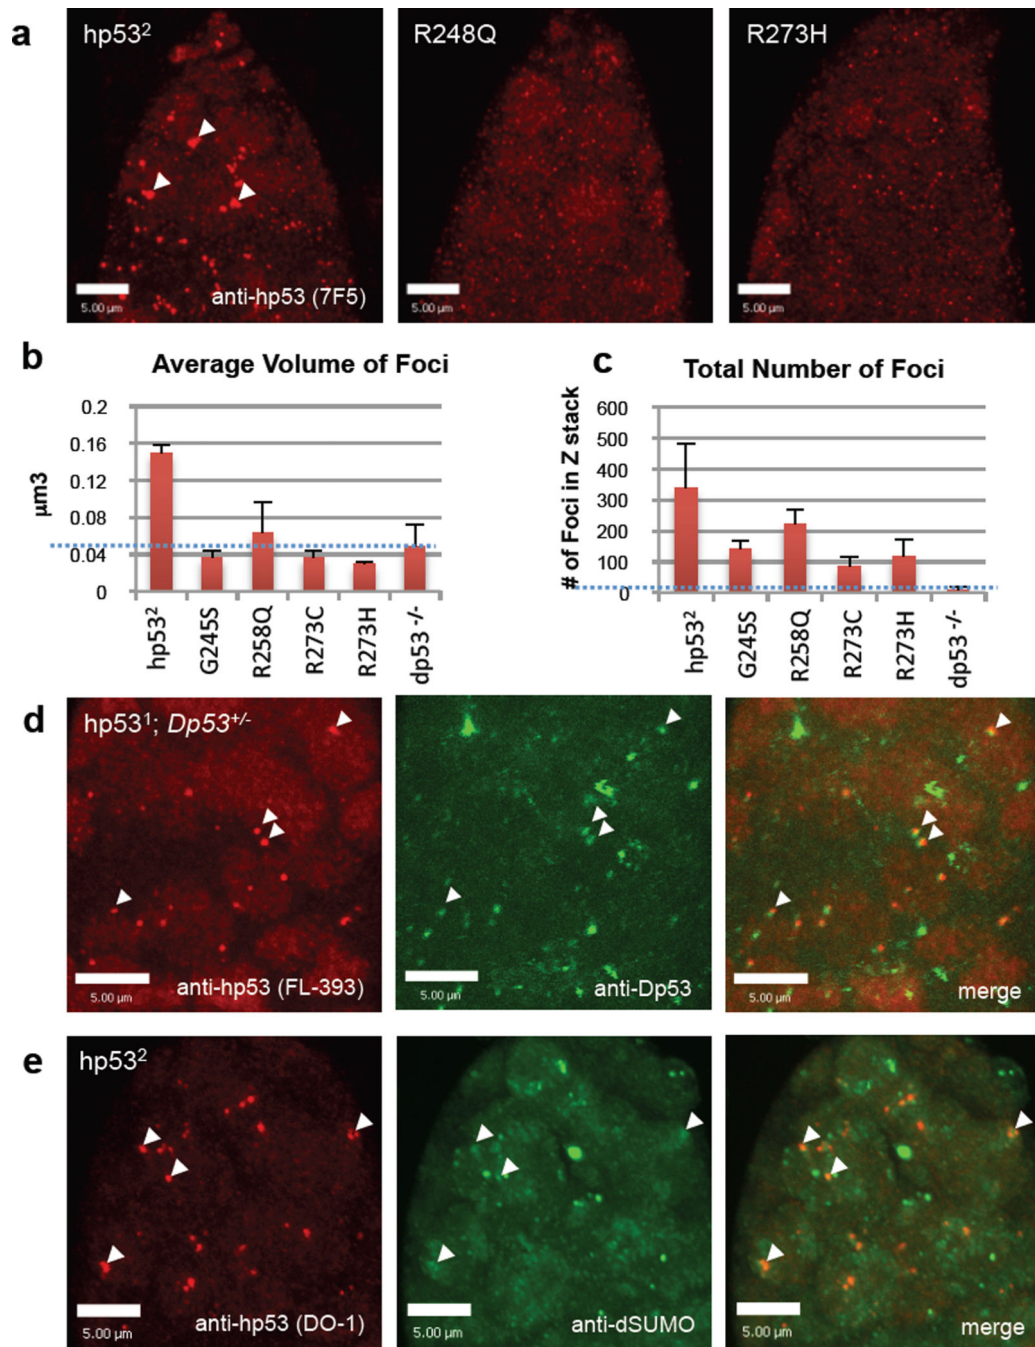 a
hp53² R248Q R273H
5.00 µm anti-hp53 (7F5) 5.00 µm 5.00 µm
b Average Volume of Foci
0.2
0.16
0.12
0.08
0.04
0
µm3
hp53² G245S R258Q R273C R273H dp53 -/-
c Total Number of Foci
600
500
400
300
200
100
0
# of Foci in Z stack
hp53² G245S R258Q R273C R273H dp53 -/-
d
hp53¹; Dp53⁺/⁻
5.00 µm anti-hp53 (FL-393) 5.00 µm anti-Dp53 5.00 µm merge
e
hp53²
5.00 µm anti-hp53 (DO-1) 5.00 µm anti-dSUMO 5.00 µm merge